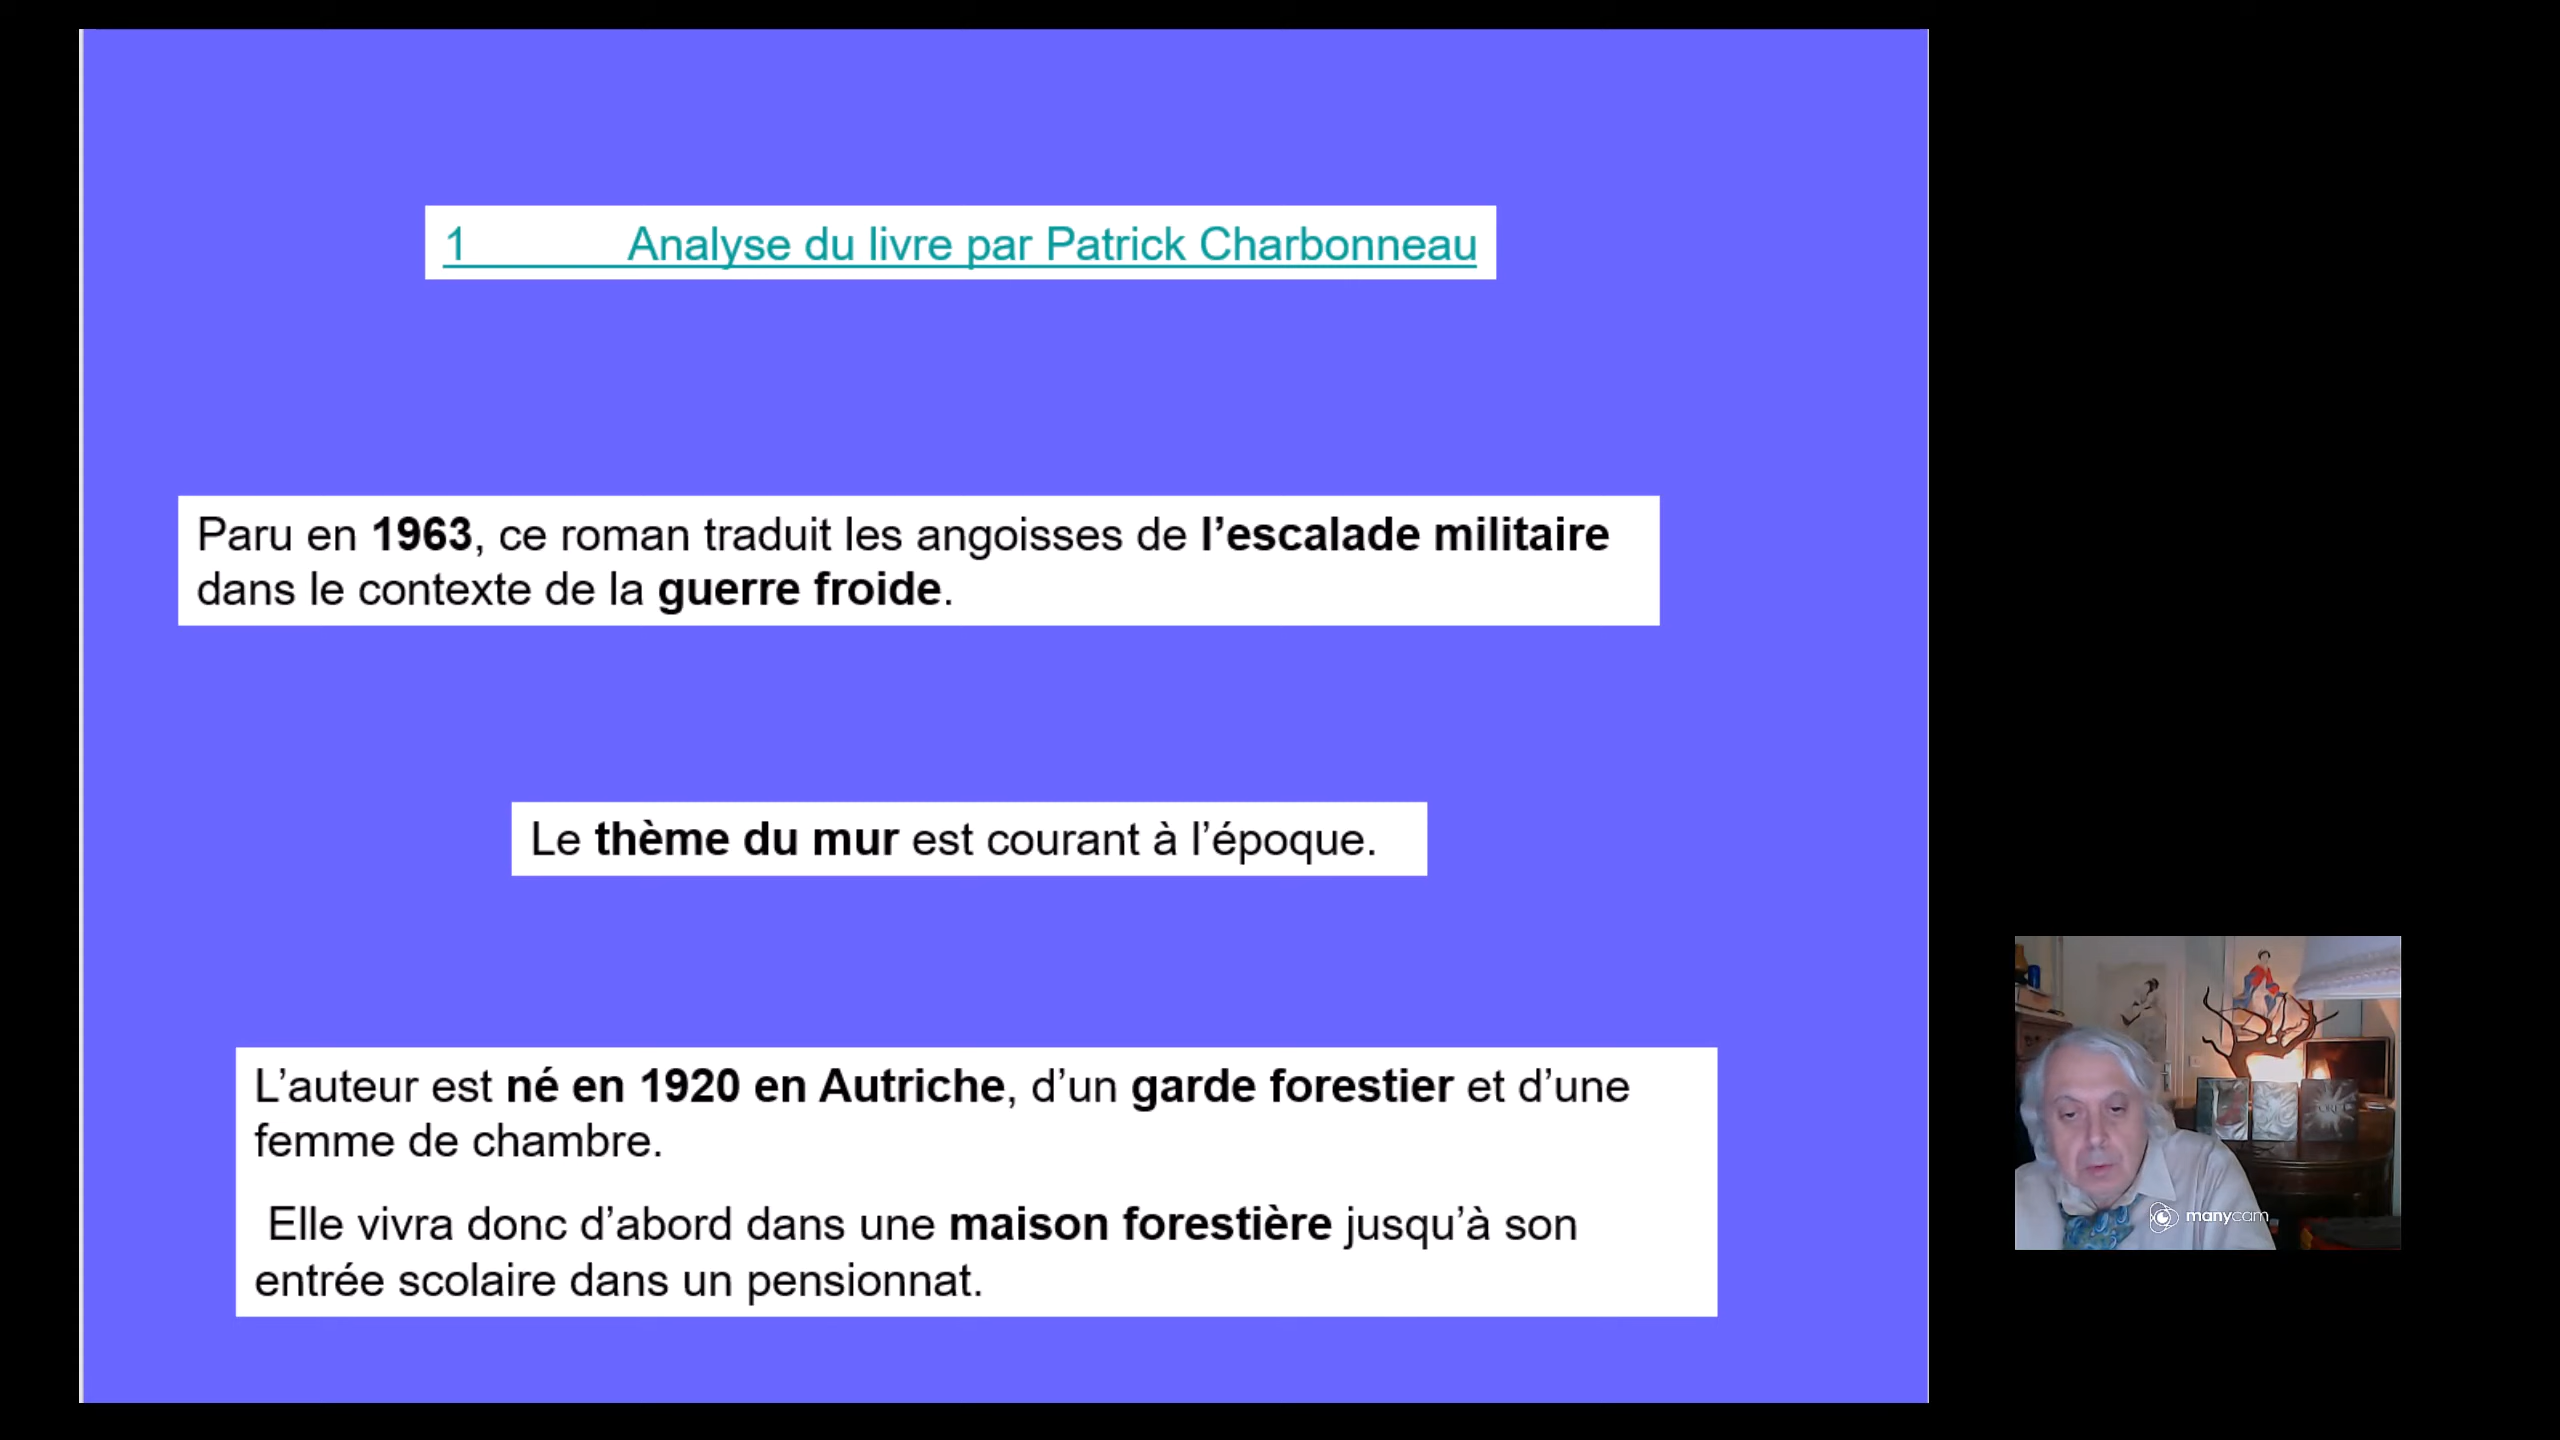 1 Analyse du livre par Patrick Charbonneau
Paru en 1963, ce roman traduit les angoisses de l’escalade militaire
dans le contexte de la guerre froide.
Le thème du mur est courant à l’époque.
L’auteur est né en 1920 en Autriche, d’un garde forestier et d’une
femme de chambre.
Elle vivra donc d’abord dans une maison forestière jusqu’à son
entrée scolaire dans un pensionnat.
manycam